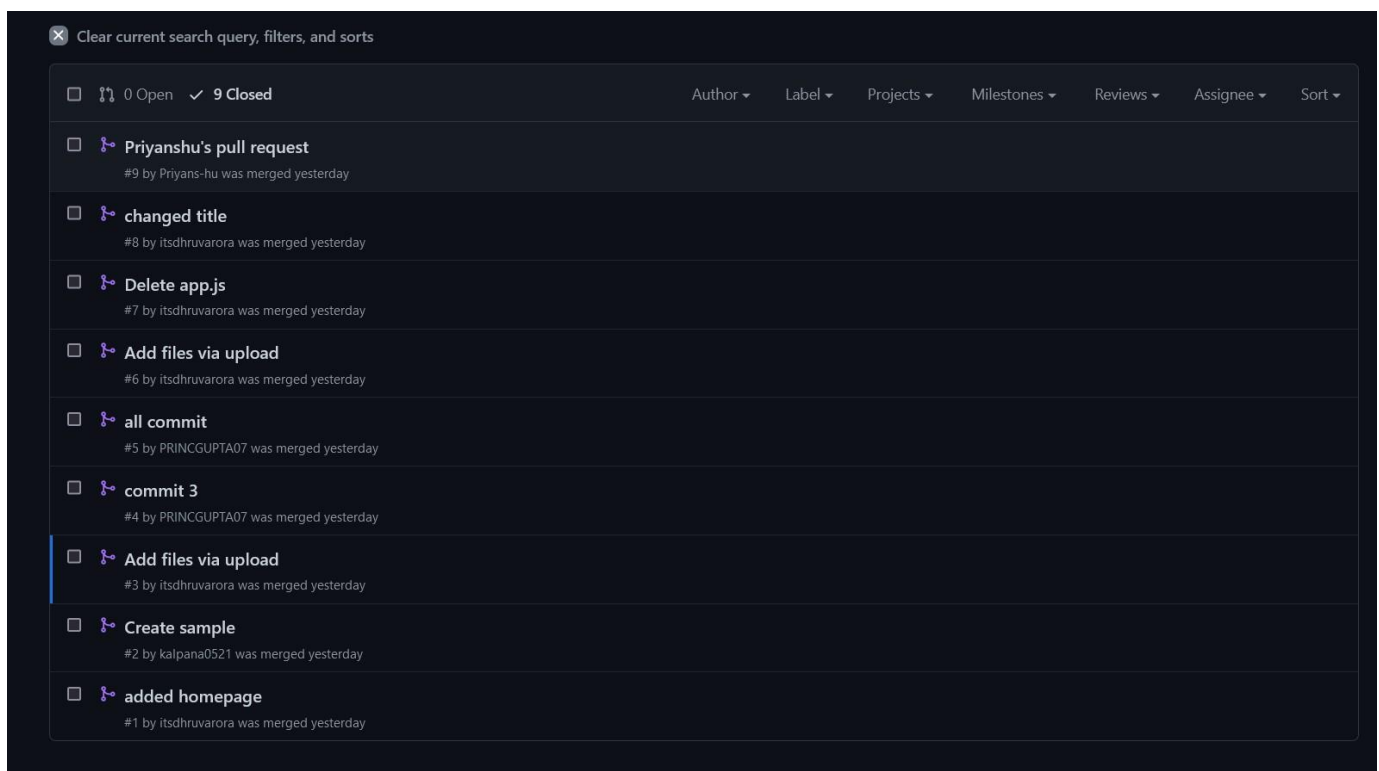 Clear current search query, filters, and sorts
0 Open 9 Closed Author Label Projects Milestones Reviews Assignee Sort
Priyanshu's pull request
#9 by Priyans-hu was merged yesterday
changed title
#8 by itsdhruvarora was merged yesterday
Delete app.js
#7 by itsdhruvarora was merged yesterday
Add files via upload
#6 by itsdhruvarora was merged yesterday
all commit
#5 by PRINCGUPTA07 was merged yesterday
commit 3
#4 by PRINCGUPTA07 was merged yesterday
Add files via upload
#3 by itsdhruvarora was merged yesterday
Create sample
#2 by kalpana0521 was merged yesterday
added homepage
#1 by itsdhruvarora was merged yesterday